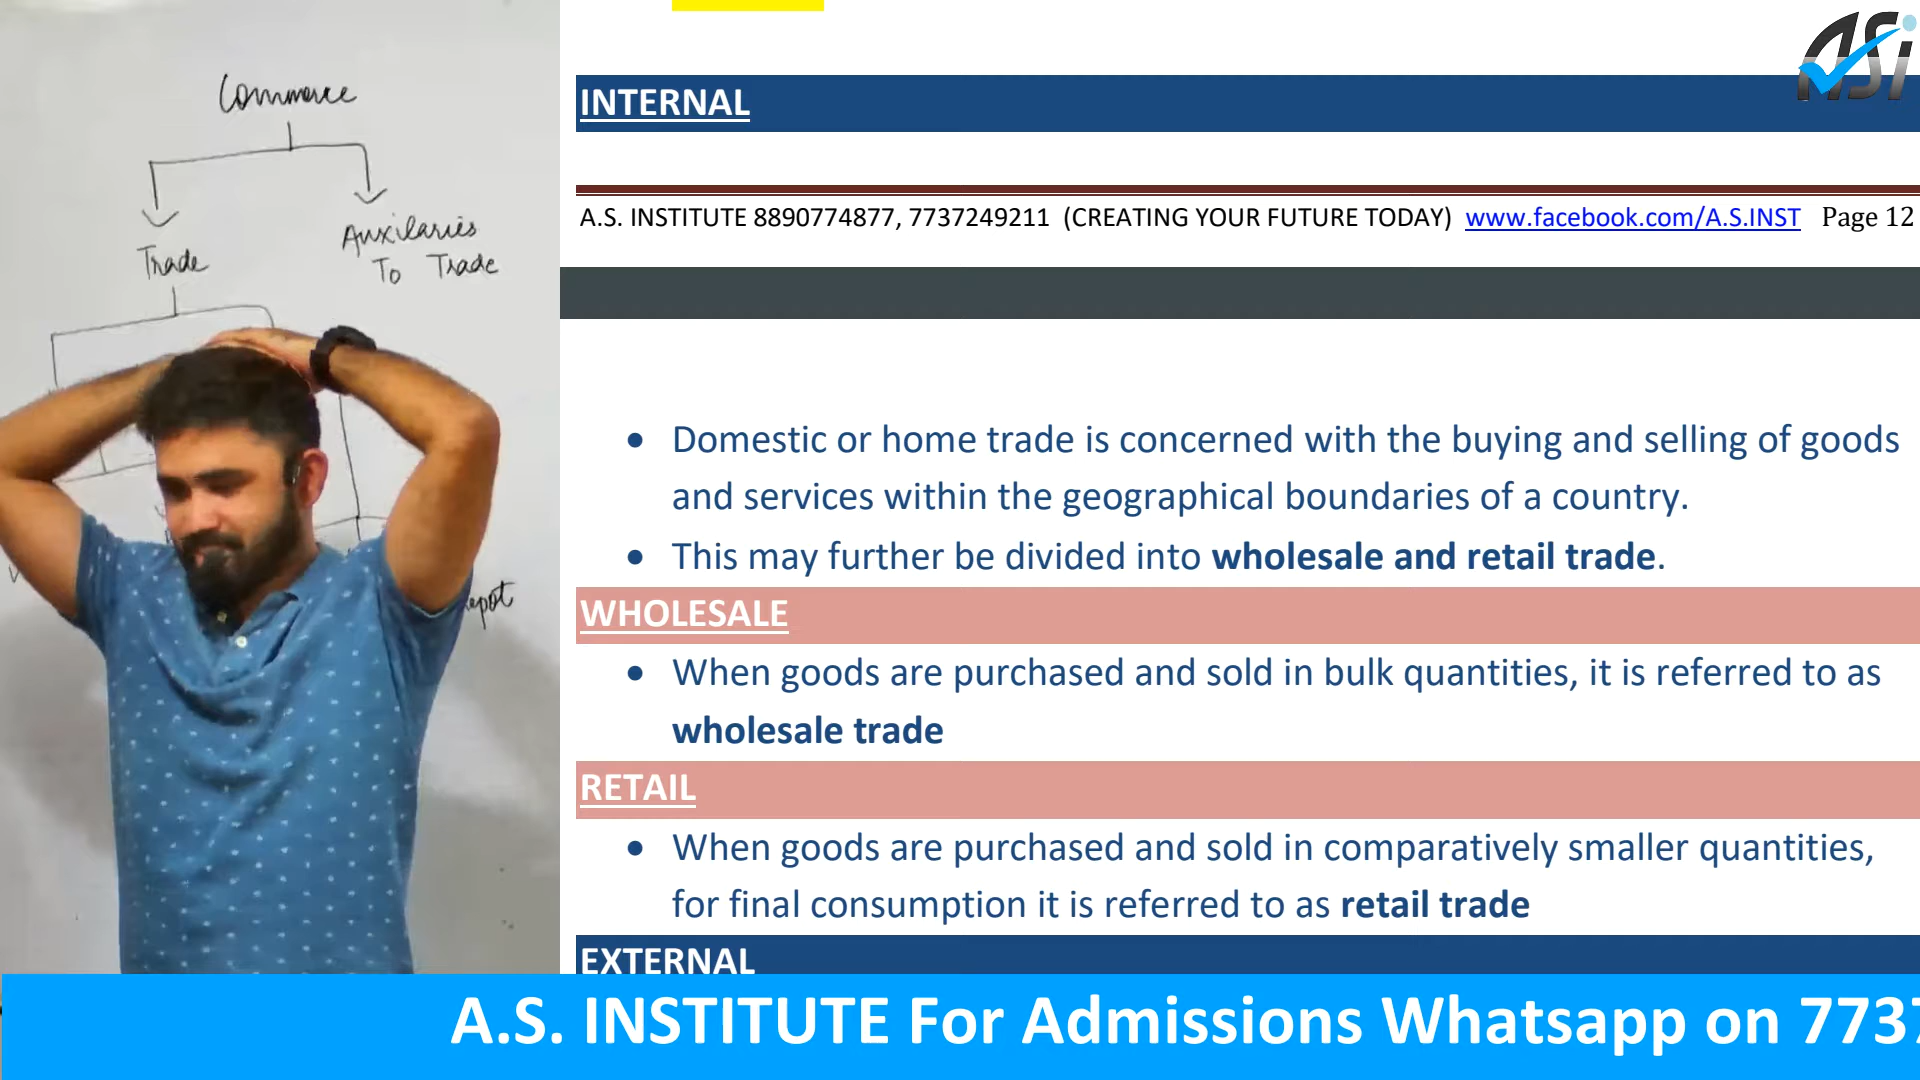 Commerce
Trade
Auxilaries
To Trade
ASi
INTERNAL
A.S. INSTITUTE 8890774877, 7737249211 (CREATING YOUR FUTURE TODAY) www.facebook.com/A.S.INST Page 12
• Domestic or home trade is concerned with the buying and selling of goods
and services within the geographical boundaries of a country.
• This may further be divided into wholesale and retail trade.
WHOLESALE
• When goods are purchased and sold in bulk quantities, it is referred to as
wholesale trade
RETAIL
• When goods are purchased and sold in comparatively smaller quantities,
for final consumption it is referred to as retail trade
EXTERNAL
A.S. INSTITUTE For Admissions Whatsapp on 7737